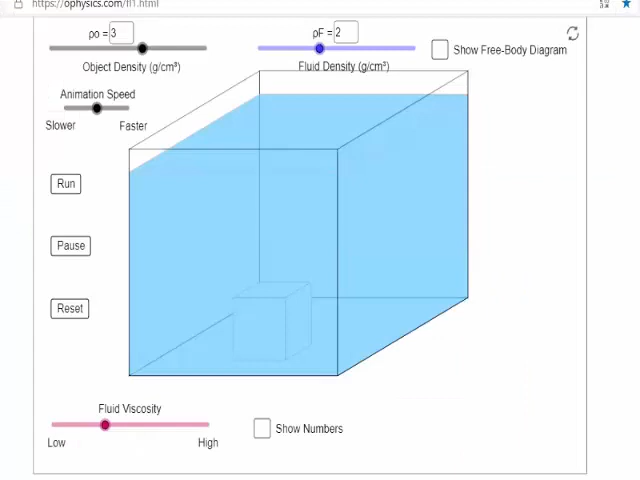 https://ophysics.com/fl1.html
ρo = 3
ρF = 2
Show Free-Body Diagram
Object Density (g/cm³)
Fluid Density (g/cm³)
Animation Speed
Slower
Faster
Run
Pause
Reset
Fluid Viscosity
Low
High
Show Numbers